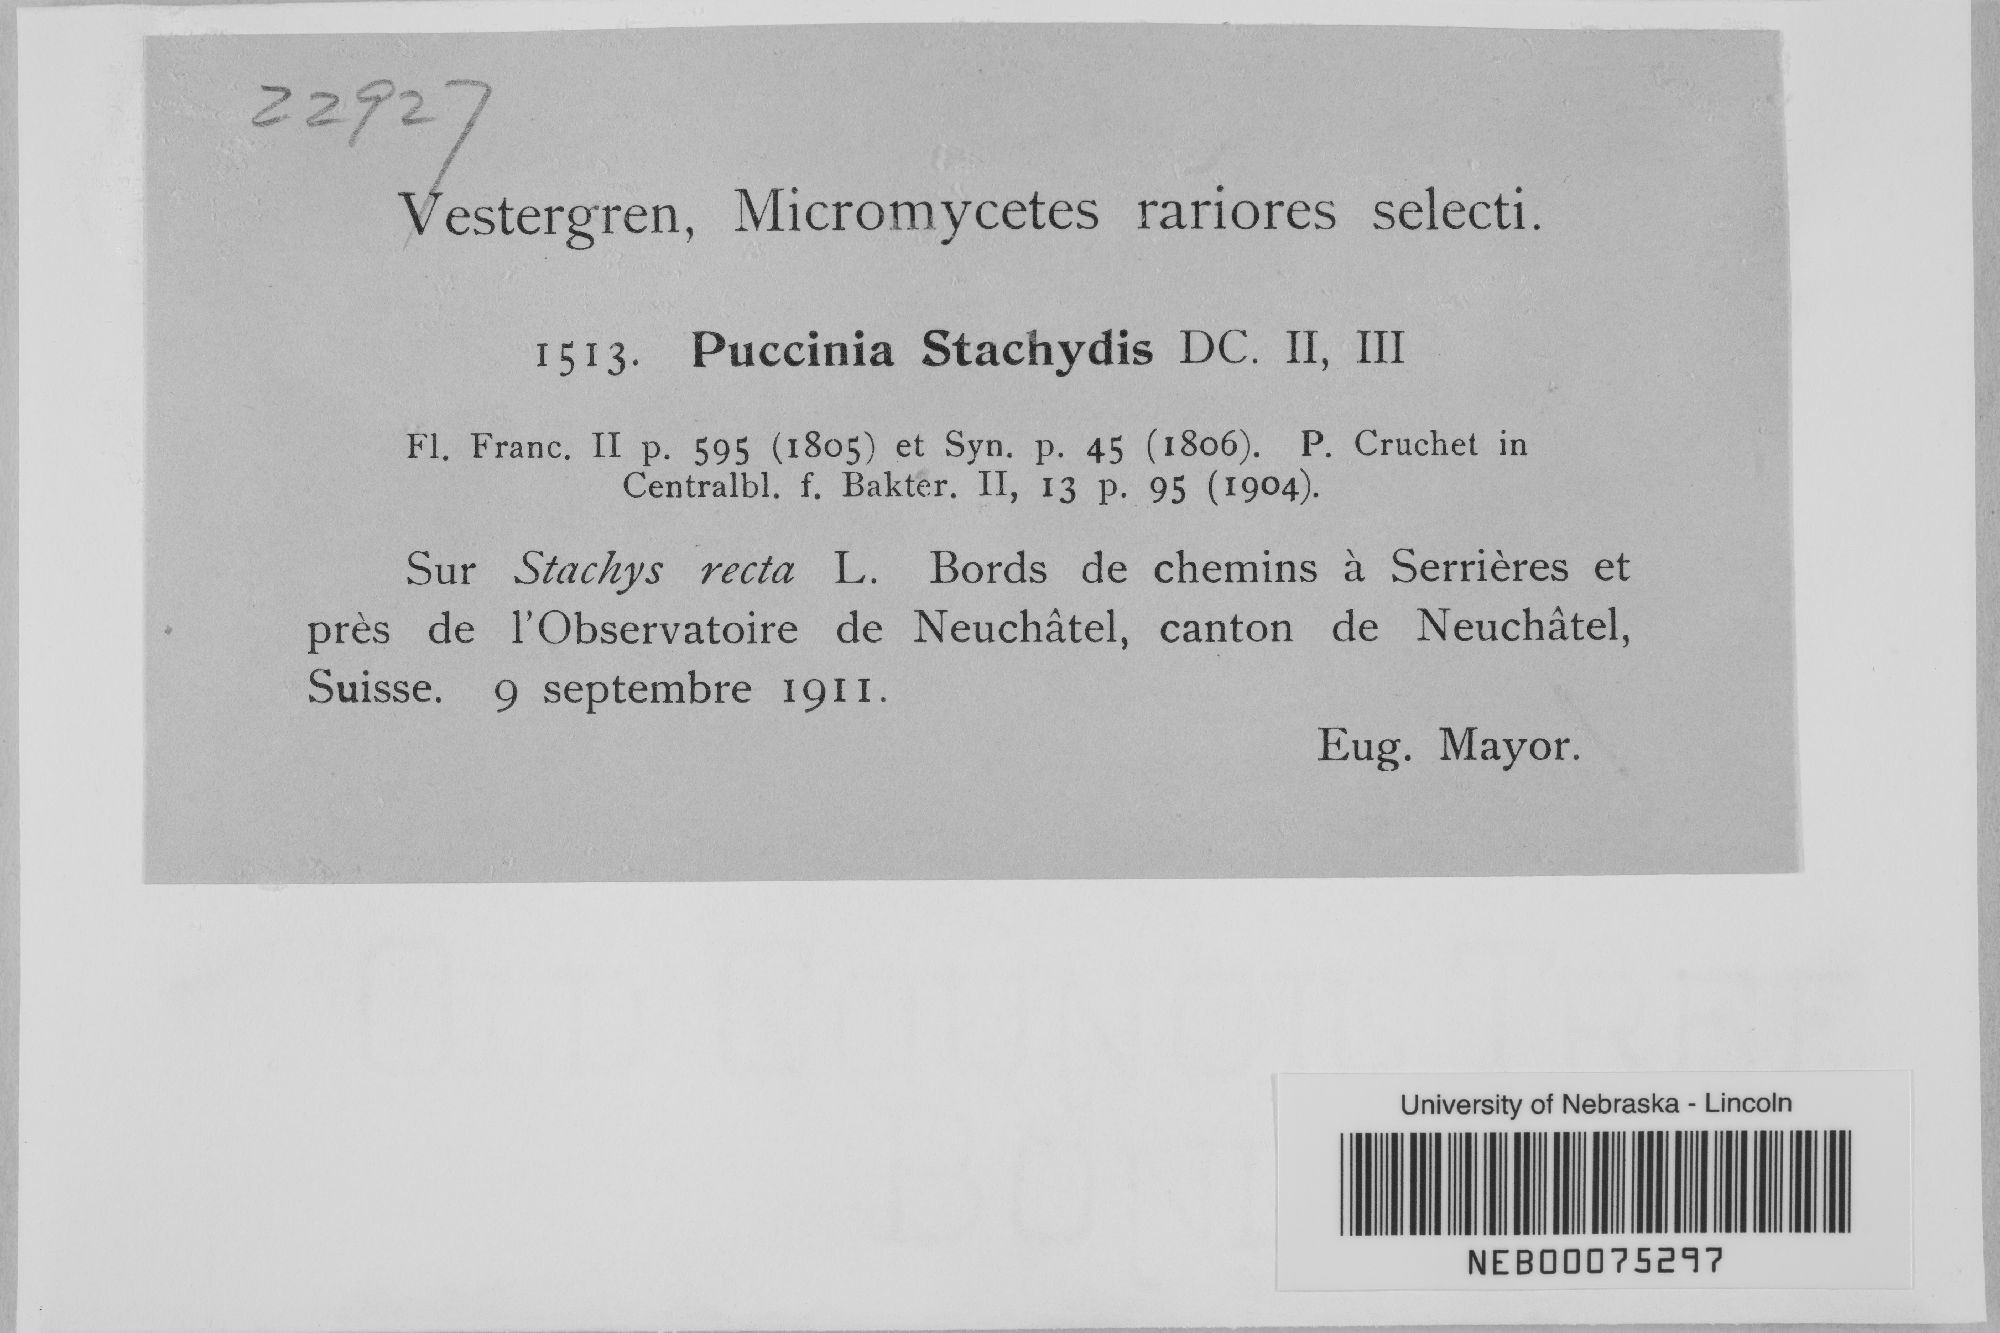 22927
Vestergren, Micromycetes rariores selecti.
1513. Puccinia Stachydis DC. II, III
Fl. Franc. II p. 595 (1805) et Syn. p. 45 (1806). P. Cruchet in
Centralbl. f. Bakter. II, 13 p. 95 (1904).
Sur Stachys recta L. Bords de chemins à Serrières et
près de l'Observatoire de Neuchâtel, canton de Neuchâtel,
Suisse. 9 septembre 1911.
Eug. Mayor.
University of Nebraska - Lincoln
NEB00075297